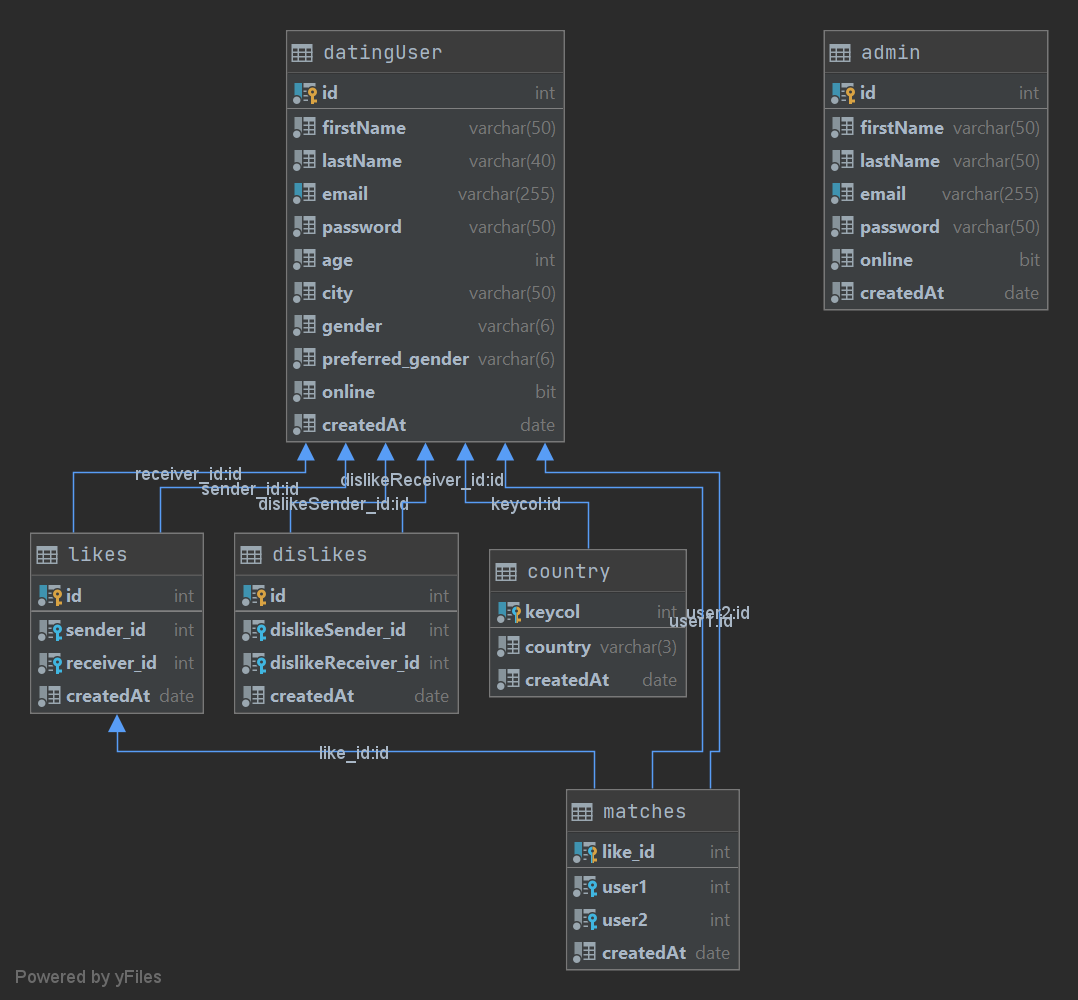 datingUser
id int
firstName varchar(50)
lastName varchar(40)
email varchar(255)
password varchar(50)
age int
city varchar(50)
gender varchar(6)
preferred_gender varchar(6)
online bit
createdAt date
admin
id int
firstName varchar(50)
lastName varchar(50)
email varchar(255)
password varchar(50)
online bit
createdAt date
receiver_id:id
sender_id:id
dislikeReceiver_id:id
dislikeSender_id:id
keycol:id
likes
id int
sender_id int
receiver_id int
createdAt date
dislikes
id int
dislikeSender_id int
dislikeReceiver_id int
createdAt date
country
keycol int
country varchar(3)
createdAt date
user2:id
user1:id
like_id:id
matches
like_id int
user1 int
user2 int
createdAt date
Powered by yFiles